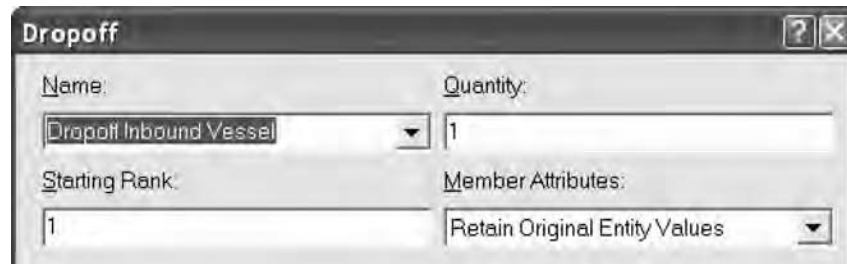 Dropoff
Name: Quantity:
Dropoff Inbound Vessel 1
Starting Rank: Member Attributes:
1 Retain Original Entity Values